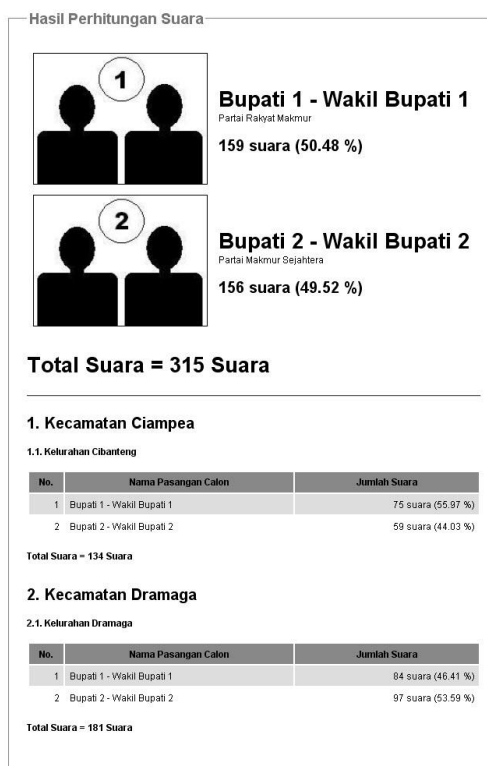 Hasil Perhitungan Suara
1
Bupati 1 - Wakil Bupati 1
Partai Rakyat Makmur
159 suara (50.48 %)
2
Bupati 2 - Wakil Bupati 2
Partai Makmur Sejahtera
156 suara (49.52 %)
Total Suara = 315 Suara
1. Kecamatan Ciampea
1.1. Kelurahan Cibanteng
No. Nama Pasangan Calon Jumlah Suara
1 Bupati 1 - Wakil Bupati 1 75 suara (55.97 %)
2 Bupati 2 - Wakil Bupati 2 59 suara (44.03 %)
Total Suara = 134 Suara
2. Kecamatan Dramaga
2.1. Kelurahan Dramaga
No. Nama Pasangan Calon Jumlah Suara
1 Bupati 1 - Wakil Bupati 1 84 suara (46.41 %)
2 Bupati 2 - Wakil Bupati 2 97 suara (53.59 %)
Total Suara = 181 Suara